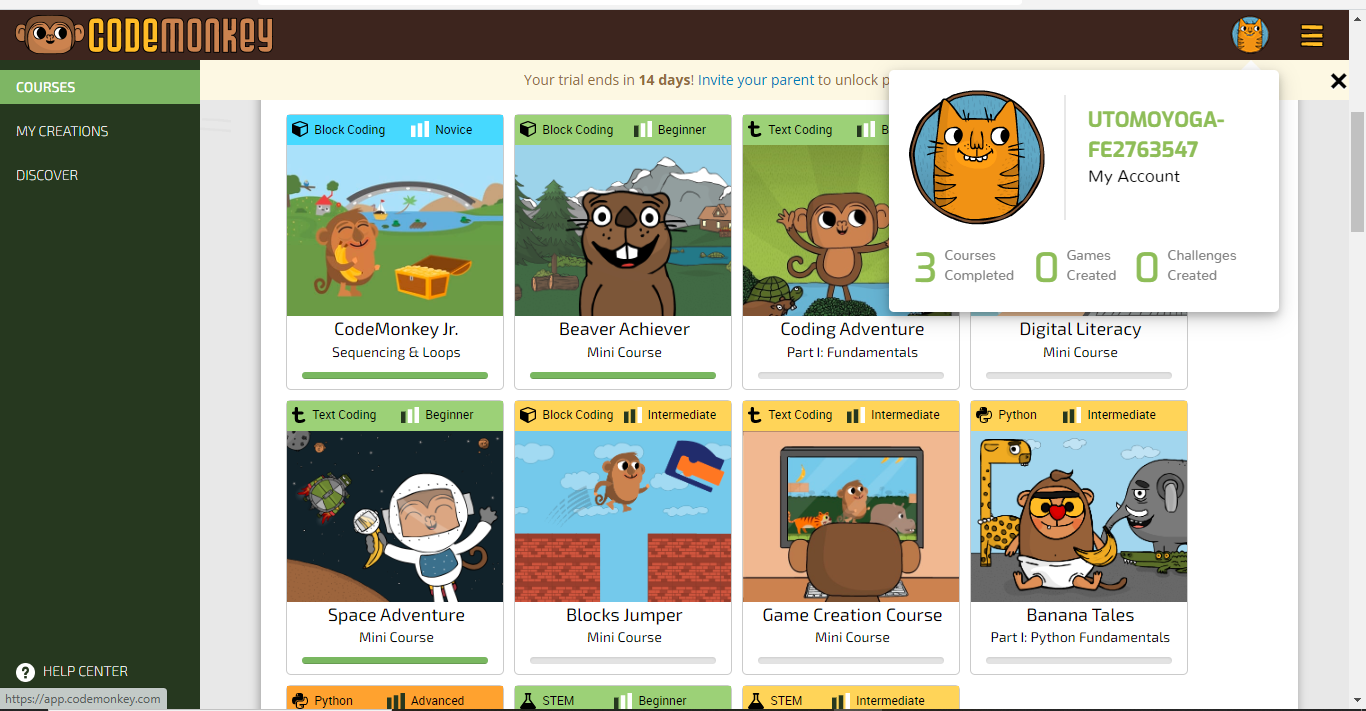 CODEMONKEY
COURSES
MY CREATIONS
DISCOVER
HELP CENTER
https://app.codemonkey.com
Your trial ends in 14 days! Invite your parent to unlock p
UTOMOYOGA-
FE2763547
My Account
3 Courses Completed
0 Games Created
0 Challenges Created
Block Coding Novice
CodeMonkey Jr.
Sequencing & Loops
Block Coding Beginner
Beaver Achiever
Mini Course
Text Coding B
Coding Adventure
Part I: Fundamentals
Digital Literacy
Mini Course
Text Coding Beginner
Space Adventure
Mini Course
Block Coding Intermediate
Blocks Jumper
Mini Course
Text Coding Intermediate
Game Creation Course
Mini Course
Python Intermediate
Banana Tales
Part I: Python Fundamentals
Python Advanced
STEM Beginner
STEM Intermediate